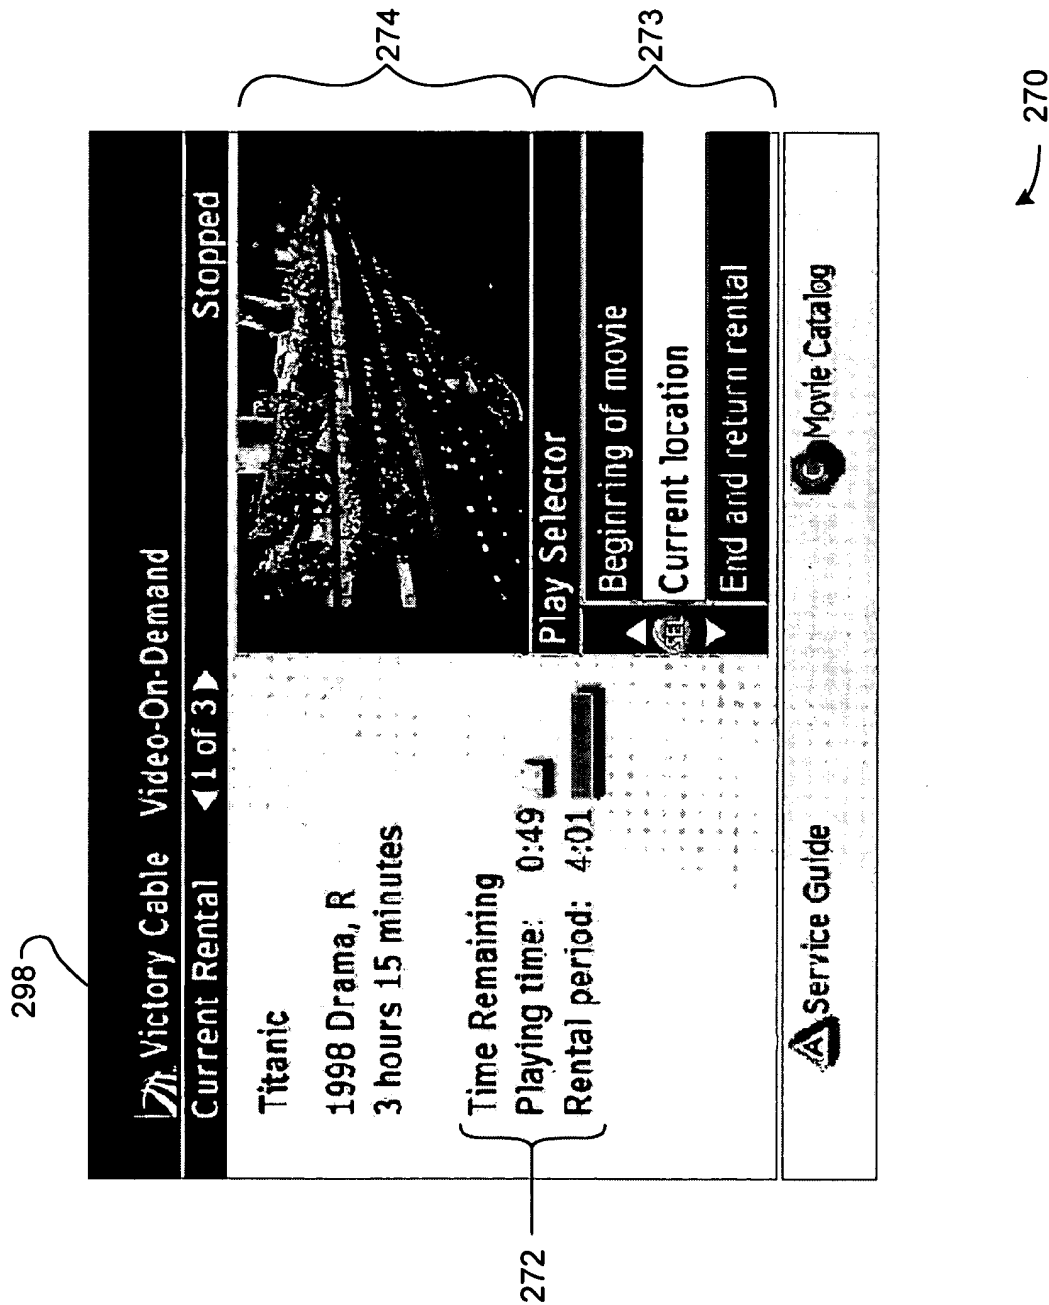 298
Victory Cable Video-On-Demand
Current Rental 1 of 3 Stopped
Titanic
1998 Drama, R
3 hours 15 minutes
Time Remaining
Playing time: 0:49
Rental period: 4:01
Play Selector
Beginning of movie
SEL
Current location
End and return rental
A Service Guide
C Movie Catalog
272
274
273
270